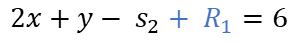 2x + y − s₂ + R₁ = 6